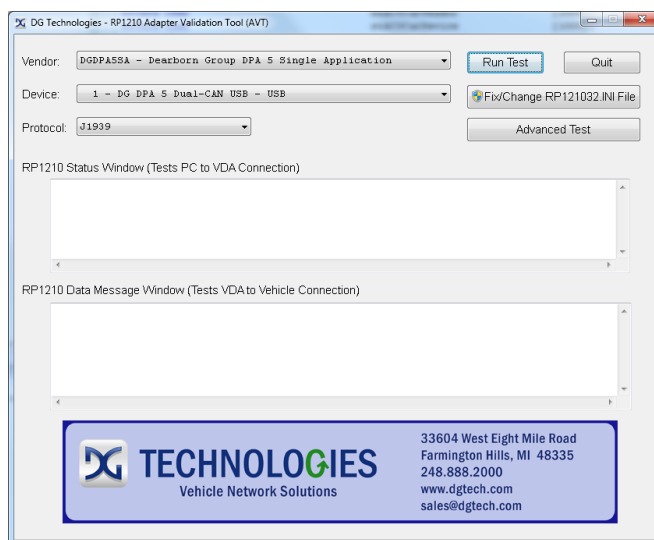 DG Technologies - RP1210 Adapter Validation Tool (AVT)
Vendor: DGDPA5SA - Dearborn Group DPA 5 Single Application Run Test Quit
Device: 1 - DG DPA 5 Dual-CAN USB - USB Fix/Change RP121032.INI File
Protocol: J1939 Advanced Test
RP1210 Status Window (Tests PC to VDA Connection)
RP1210 Data Message Window (Tests VDA to Vehicle Connection)
DG TECHNOLOGIES
Vehicle Network Solutions
33604 West Eight Mile Road
Farmington Hills, MI 48335
248.888.2000
www.dgtech.com
sales@dgtech.com